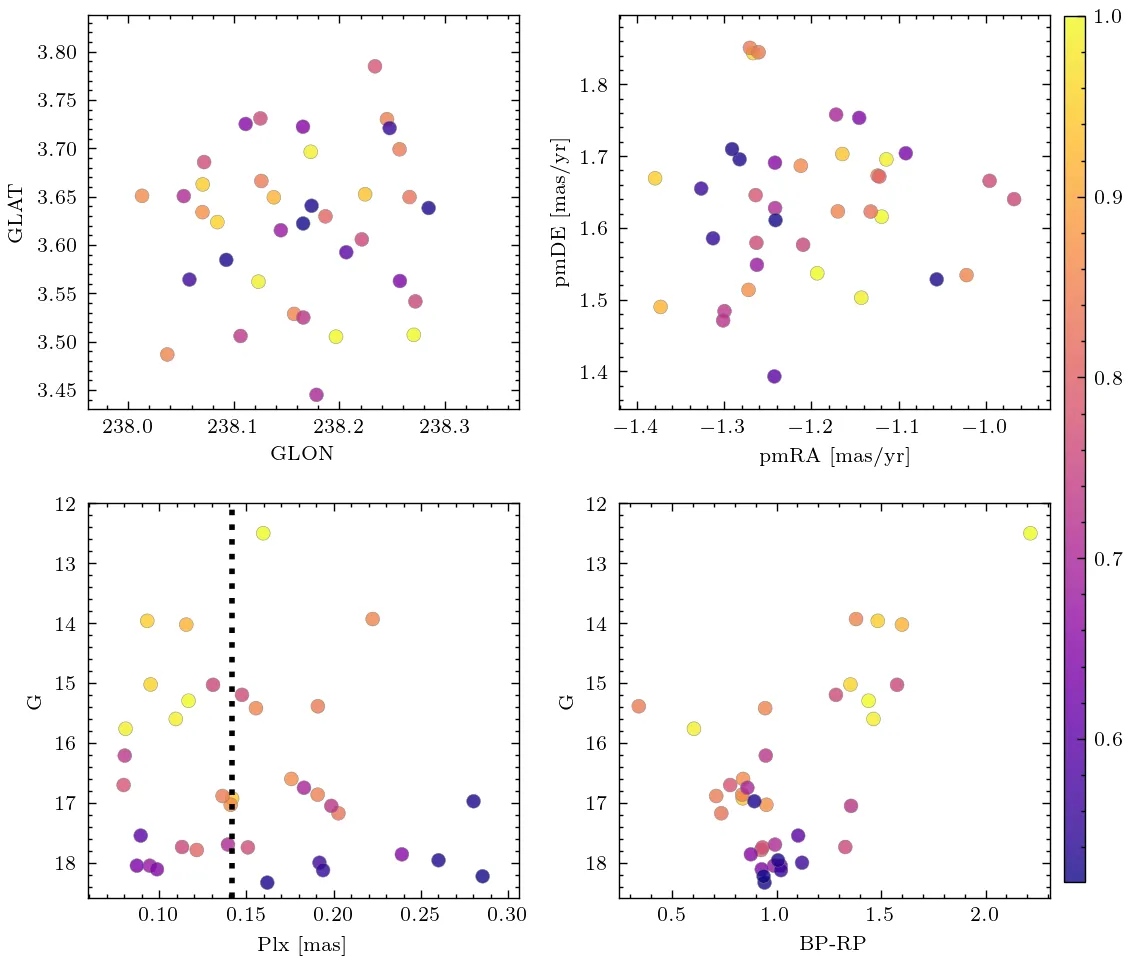 3.80
3.75
3.70
3.65
3.60
3.55
3.50
3.45
GLAT
238.0 238.1 238.2 238.3
GLON
1.8
1.7
1.6
1.5
1.4
pmDE [mas/yr]
−1.4 −1.3 −1.2 −1.1 −1.0
pmRA [mas/yr]
1.0
0.9
0.8
0.7
0.6
12
13
14
15
16
17
18
G
0.10 0.15 0.20 0.25 0.30
Plx [mas]
12
13
14
15
16
17
18
G
0.5 1.0 1.5 2.0
BP-RP